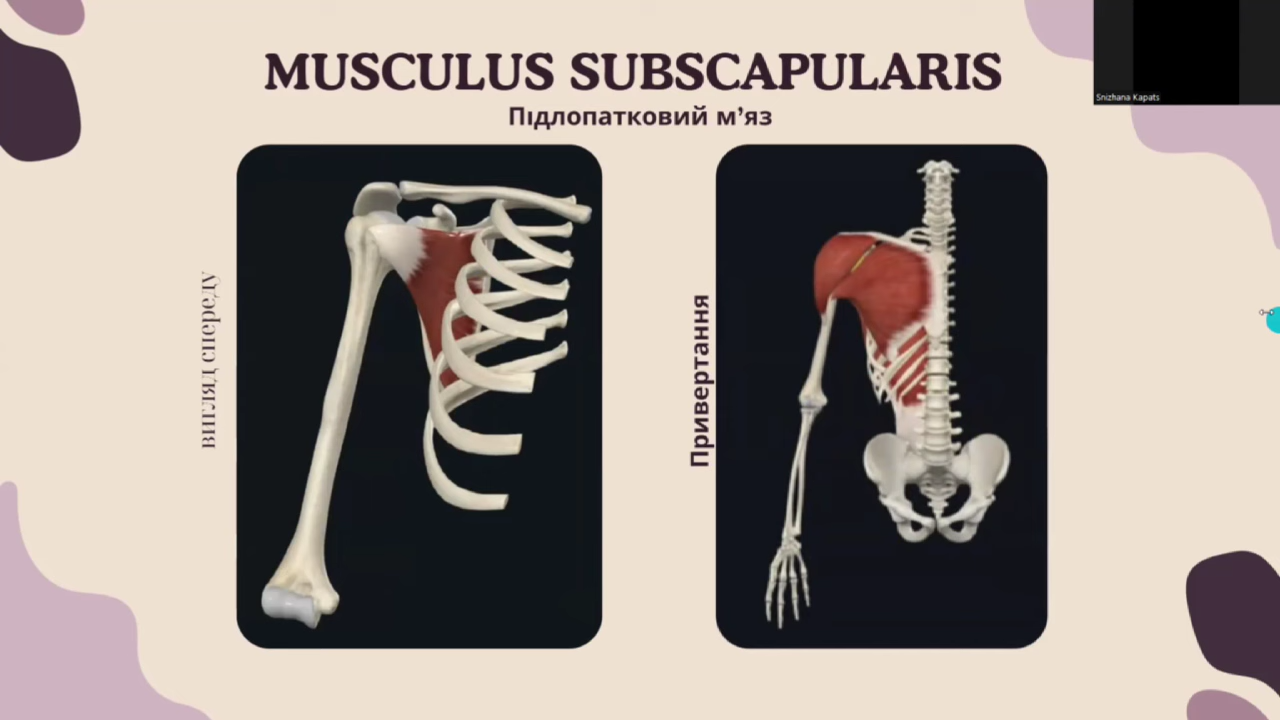 MUSCULUS SUBSCAPULARIS
Підлопатковий м’яз
вигляд спереду
Привертання
Snizhana Kapats